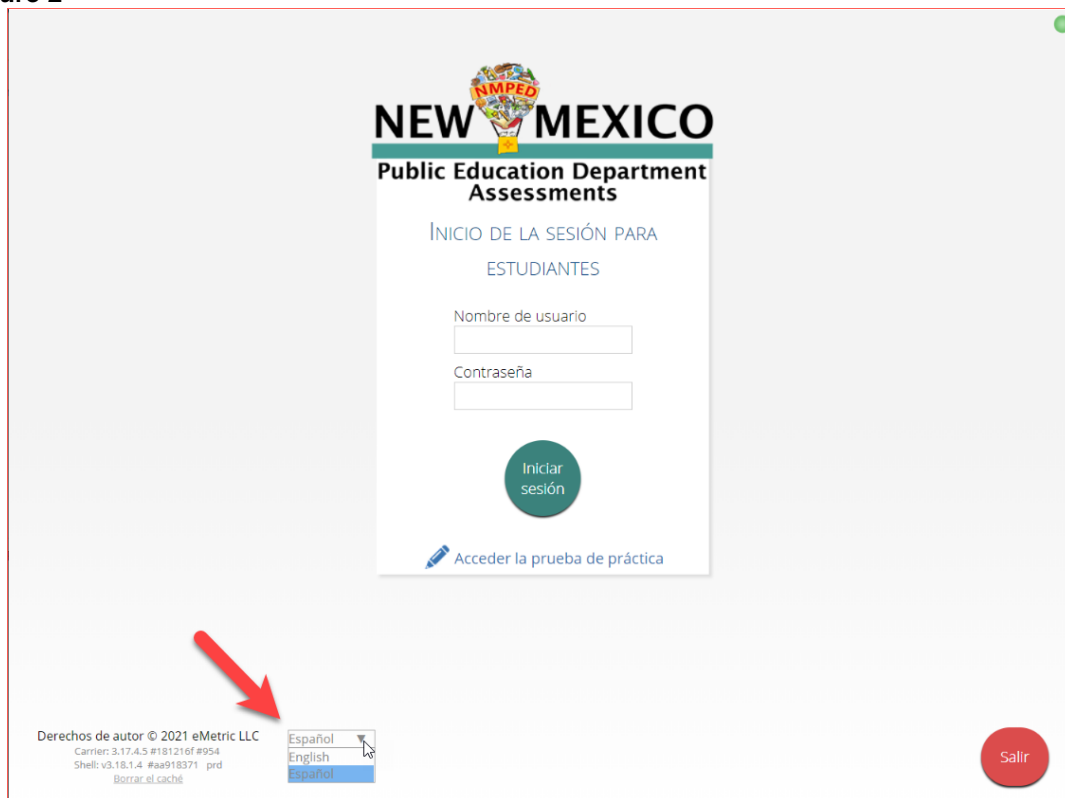 NMPED
NEW MEXICO
Public Education Department
Assessments
INICIO DE LA SESIÓN PARA
ESTUDIANTES
Nombre de usuario
Contraseña
Iniciar
sesión
Acceder la prueba de práctica
Derechos de autor © 2021 eMetric LLC
Carrier: 3.17.4.5 #181216f #954
Shell: v3.18.1.4 #aa918371 prd
Borrar el caché
Español
English
Español
Salir